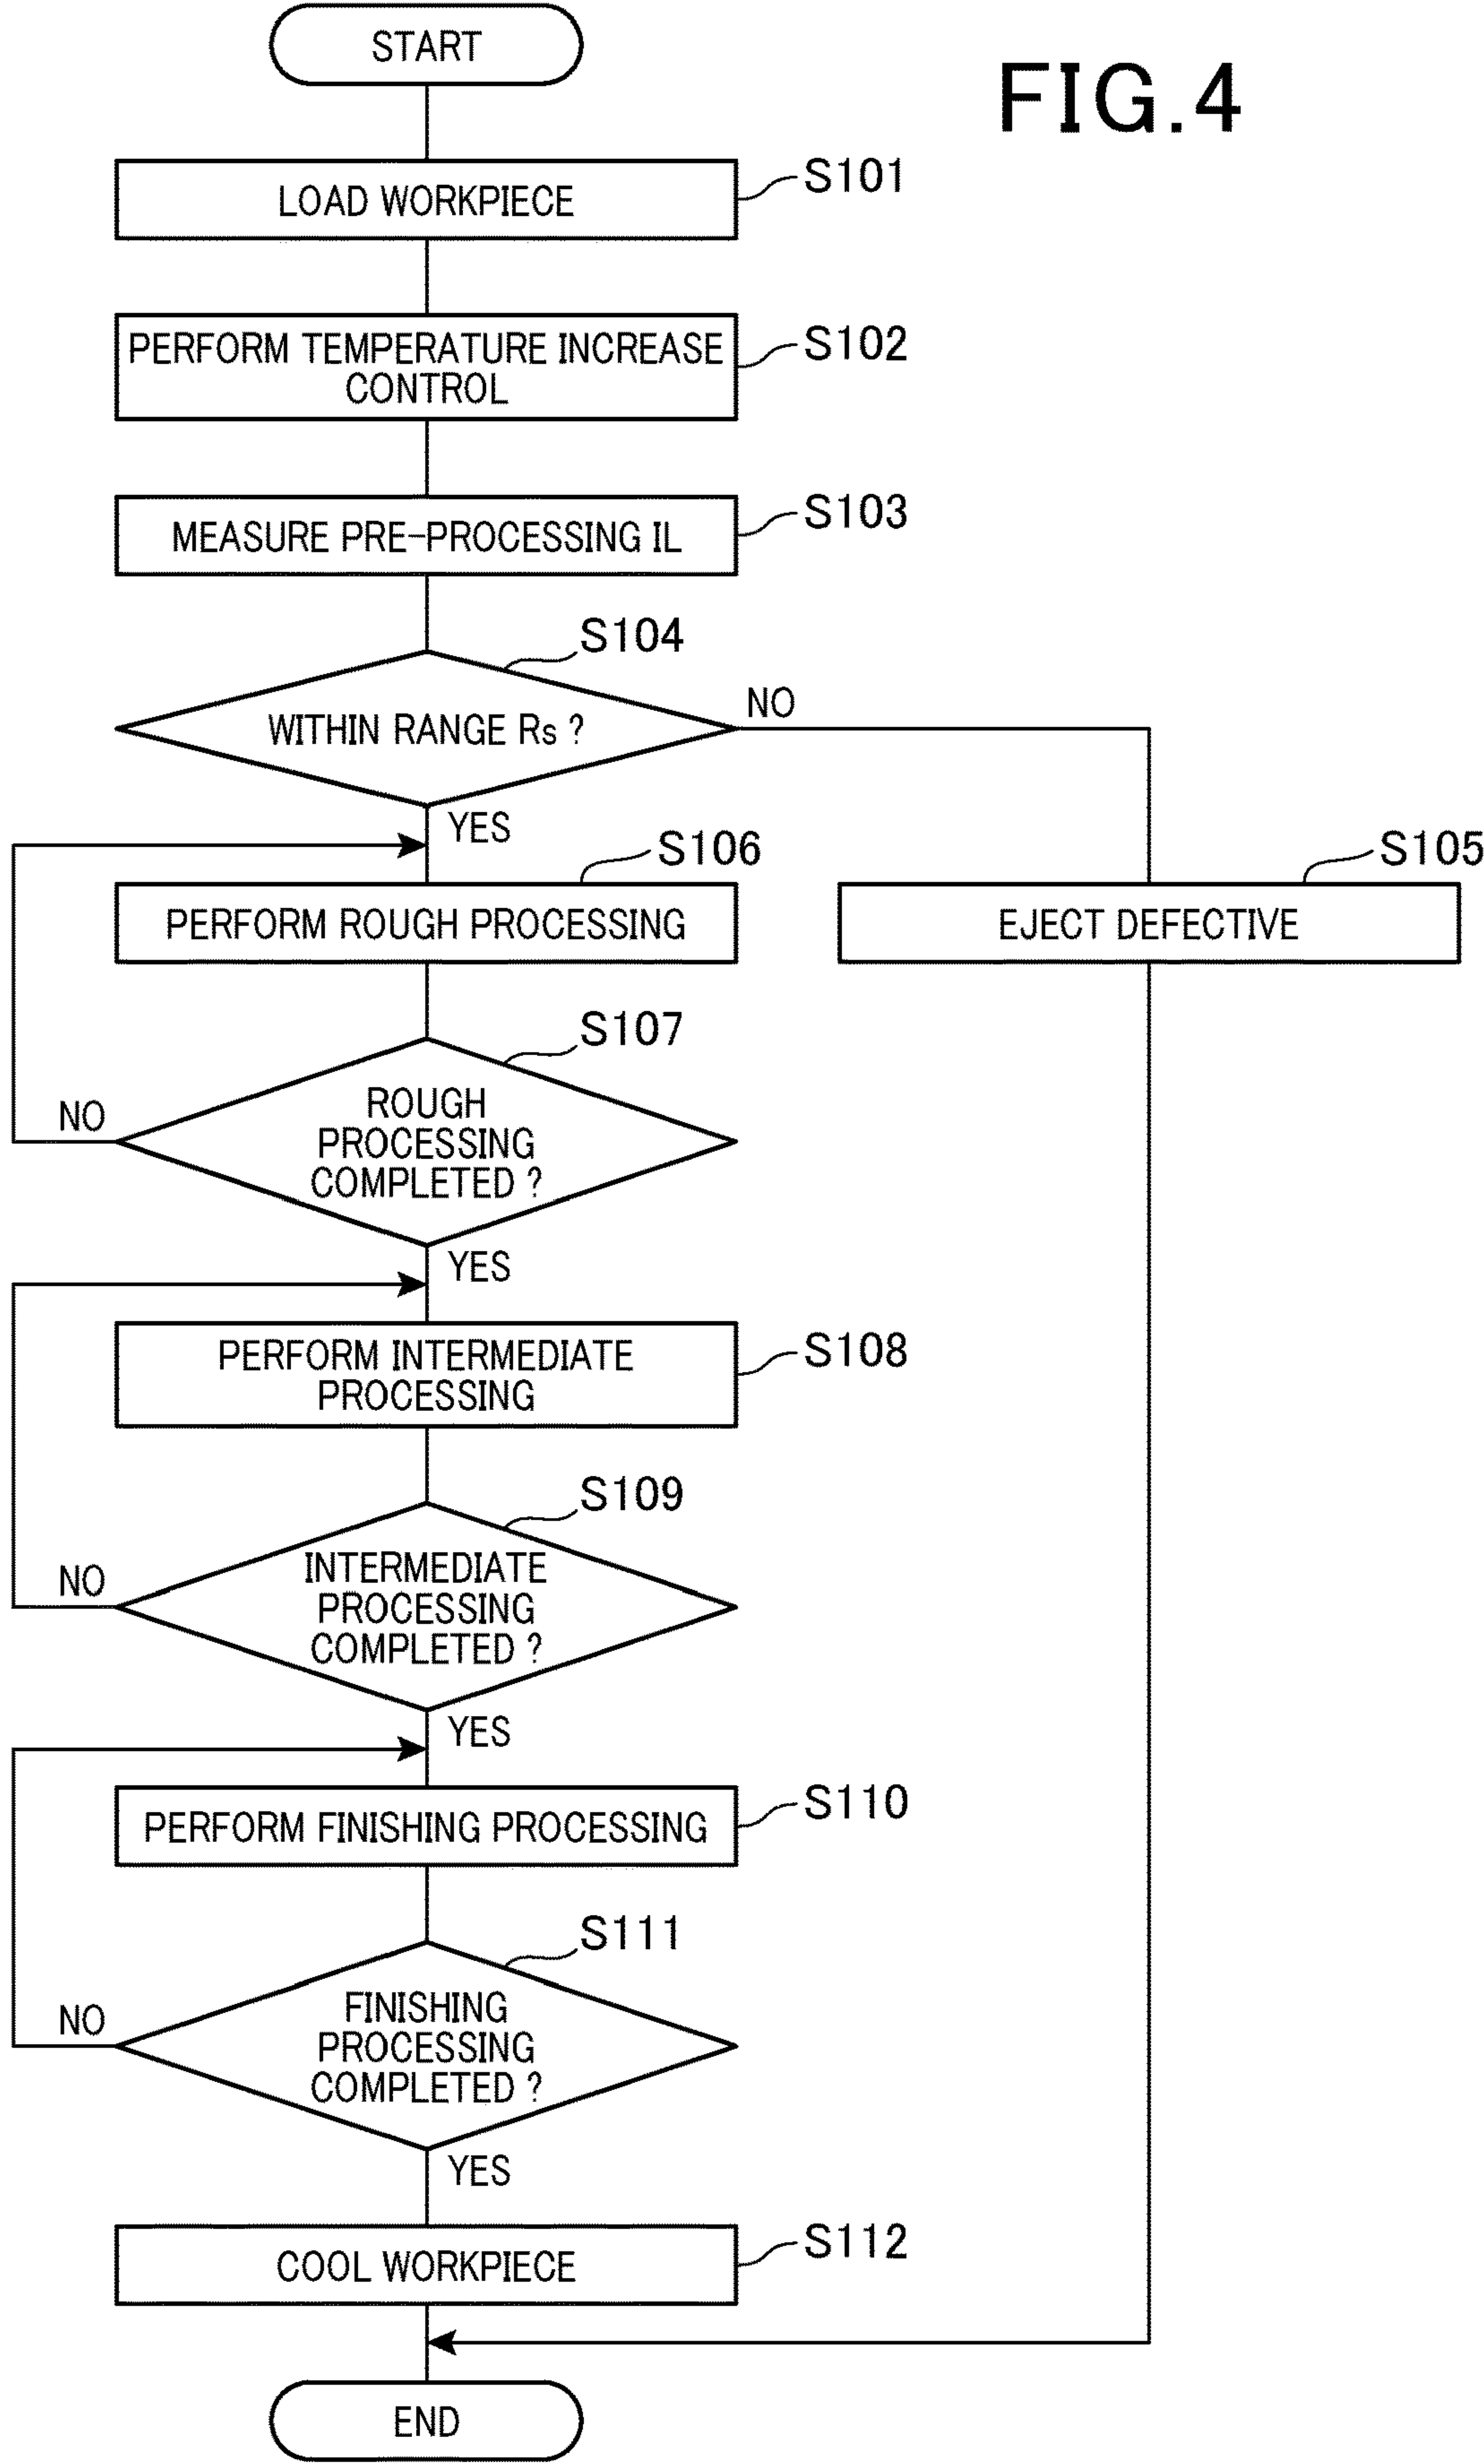 START
FIG.4
S101
LOAD WORKPIECE
S102
PERFORM TEMPERATURE INCREASE
CONTROL
S103
MEASURE PRE-PROCESSING IL
S104
WITHIN RANGE Rs ?
NO
YES
S106
S105
PERFORM ROUGH PROCESSING
EJECT DEFECTIVE
S107
ROUGH
PROCESSING
COMPLETED ?
NO
YES
S108
PERFORM INTERMEDIATE
PROCESSING
S109
INTERMEDIATE
PROCESSING
COMPLETED ?
NO
YES
S110
PERFORM FINISHING PROCESSING
S111
FINISHING
PROCESSING
COMPLETED ?
NO
YES
S112
COOL WORKPIECE
END